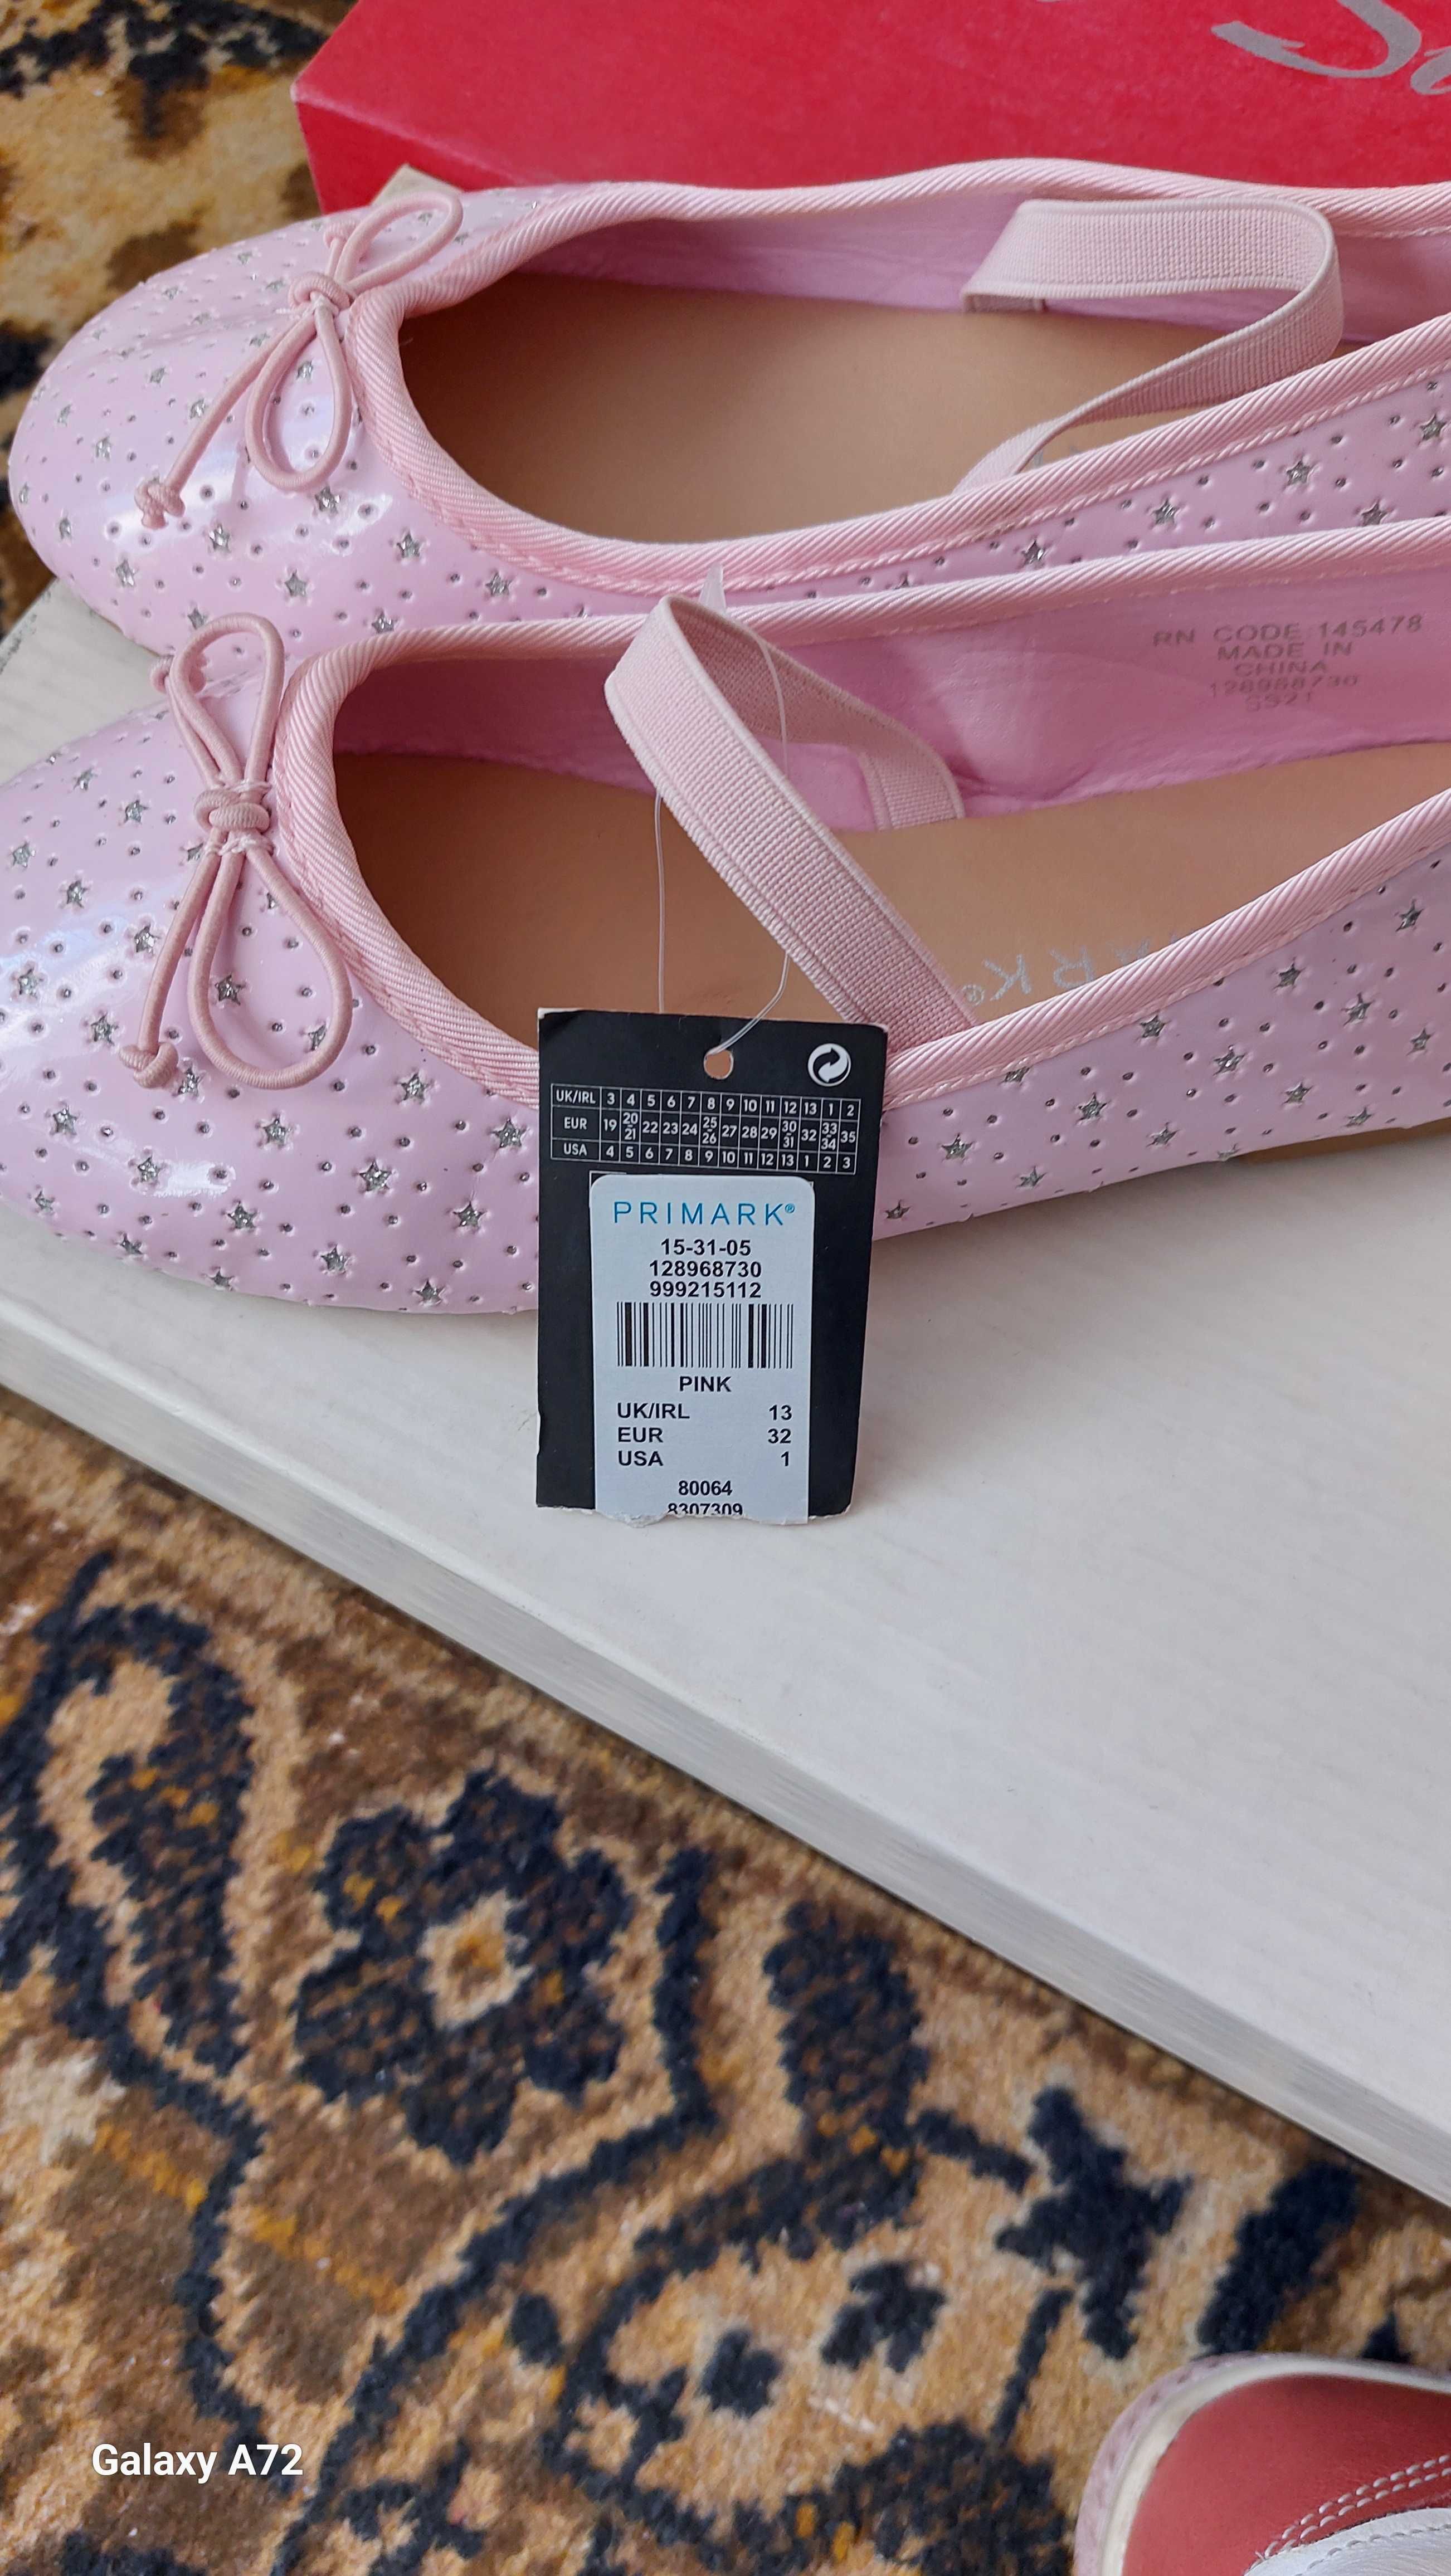 RN CODE 145478
MADE IN
CHINA
128968730
SS21
UK/IRL 3 4 5 6 7 8 9 10 11 12 13 1 2
EUR 19 20 21 22 23 24 25 26 27 28 29 30 31 32 33 34 35
USA 4 5 6 7 8 9 10 11 12 13 1 2 3
PRIMARK®
15-31-05
128968730
999215112
PINK
UK/IRL 13
EUR 32
USA 1
80064
8307309
Galaxy A72